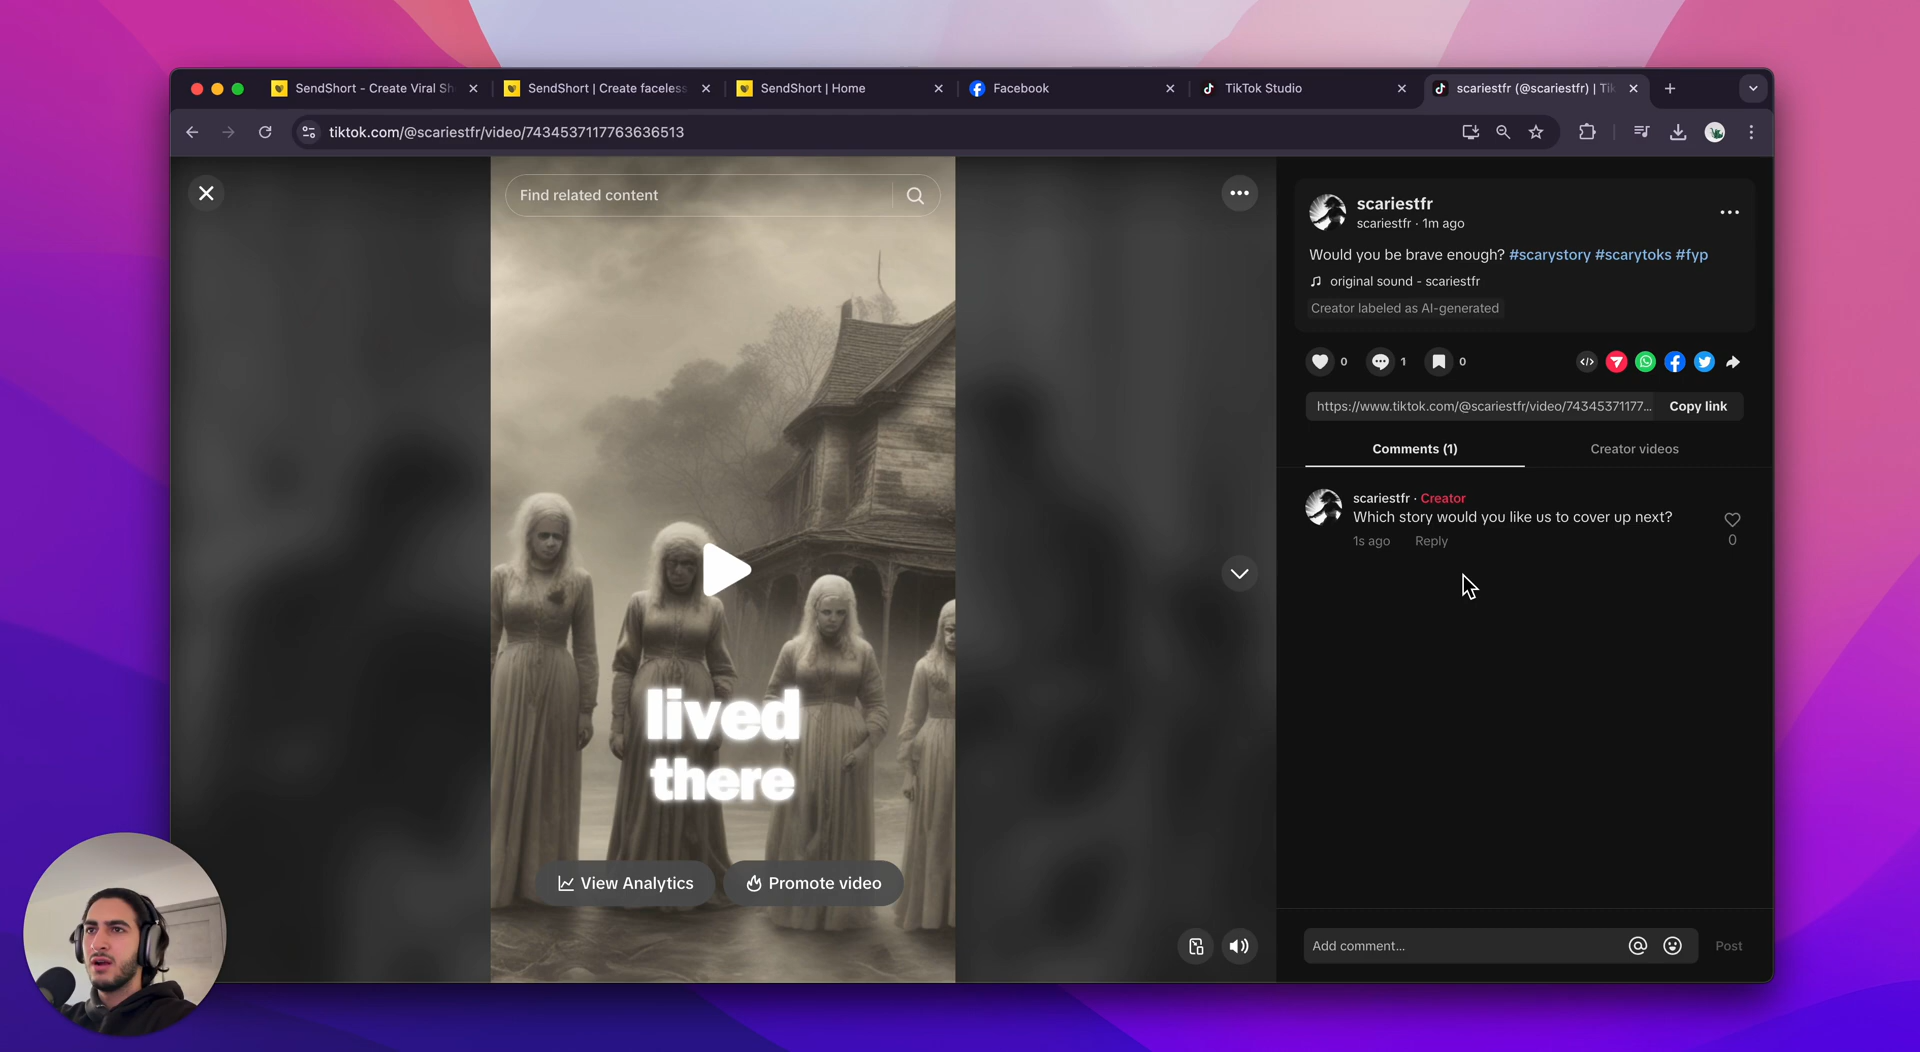 SendShort - Create Viral Sh
SendShort | Create faceless
SendShort | Home
Facebook
TikTok Studio
scariestfr (@scariestfr) | Tik
tiktok.com/@scariestfr/video/7434537117763636513
Find related content
lived
there
View Analytics
Promote video
scariestfr
scariestfr · 1m ago
Would you be brave enough? #scarystory #scarytoks #fyp
original sound - scariestfr
Creator labeled as AI-generated
0
1
0
https://www.tiktok.com/@scariestfr/video/74345371177...
Copy link
Comments (1)
Creator videos
scariestfr · Creator
Which story would you like us to cover up next?
1s ago
Reply
0
Add comment...
Post